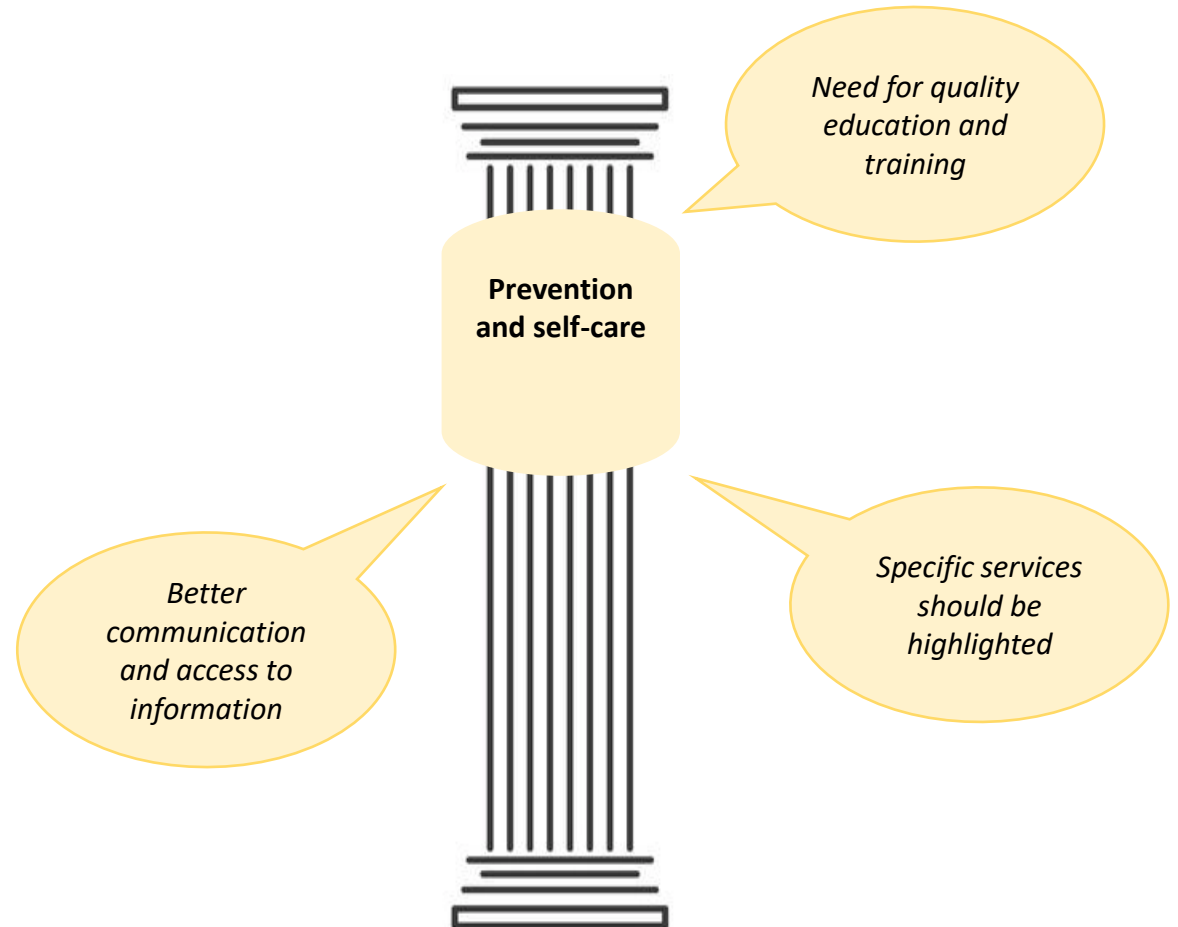 Need for quality
education and
training
Prevention
and self-care
Better
communication
and access to
information
Specific services
should be
highlighted